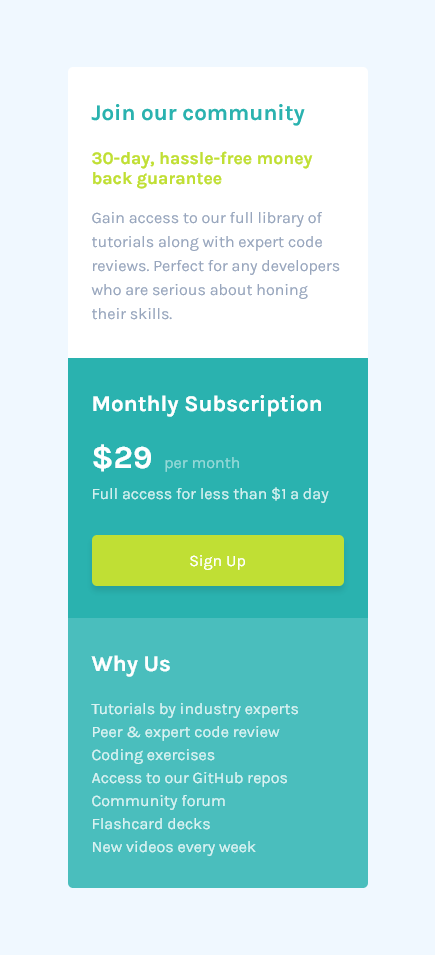 Join our community
30-day, hassle-free money
back guarantee
Gain access to our full library of
tutorials along with expert code
reviews. Perfect for any developers
who are serious about honing
their skills.
Monthly Subscription
$29 per month
Full access for less than $1 a day
Sign Up
Why Us
Tutorials by industry experts
Peer & expert code review
Coding exercises
Access to our GitHub repos
Community forum
Flashcard decks
New videos every week